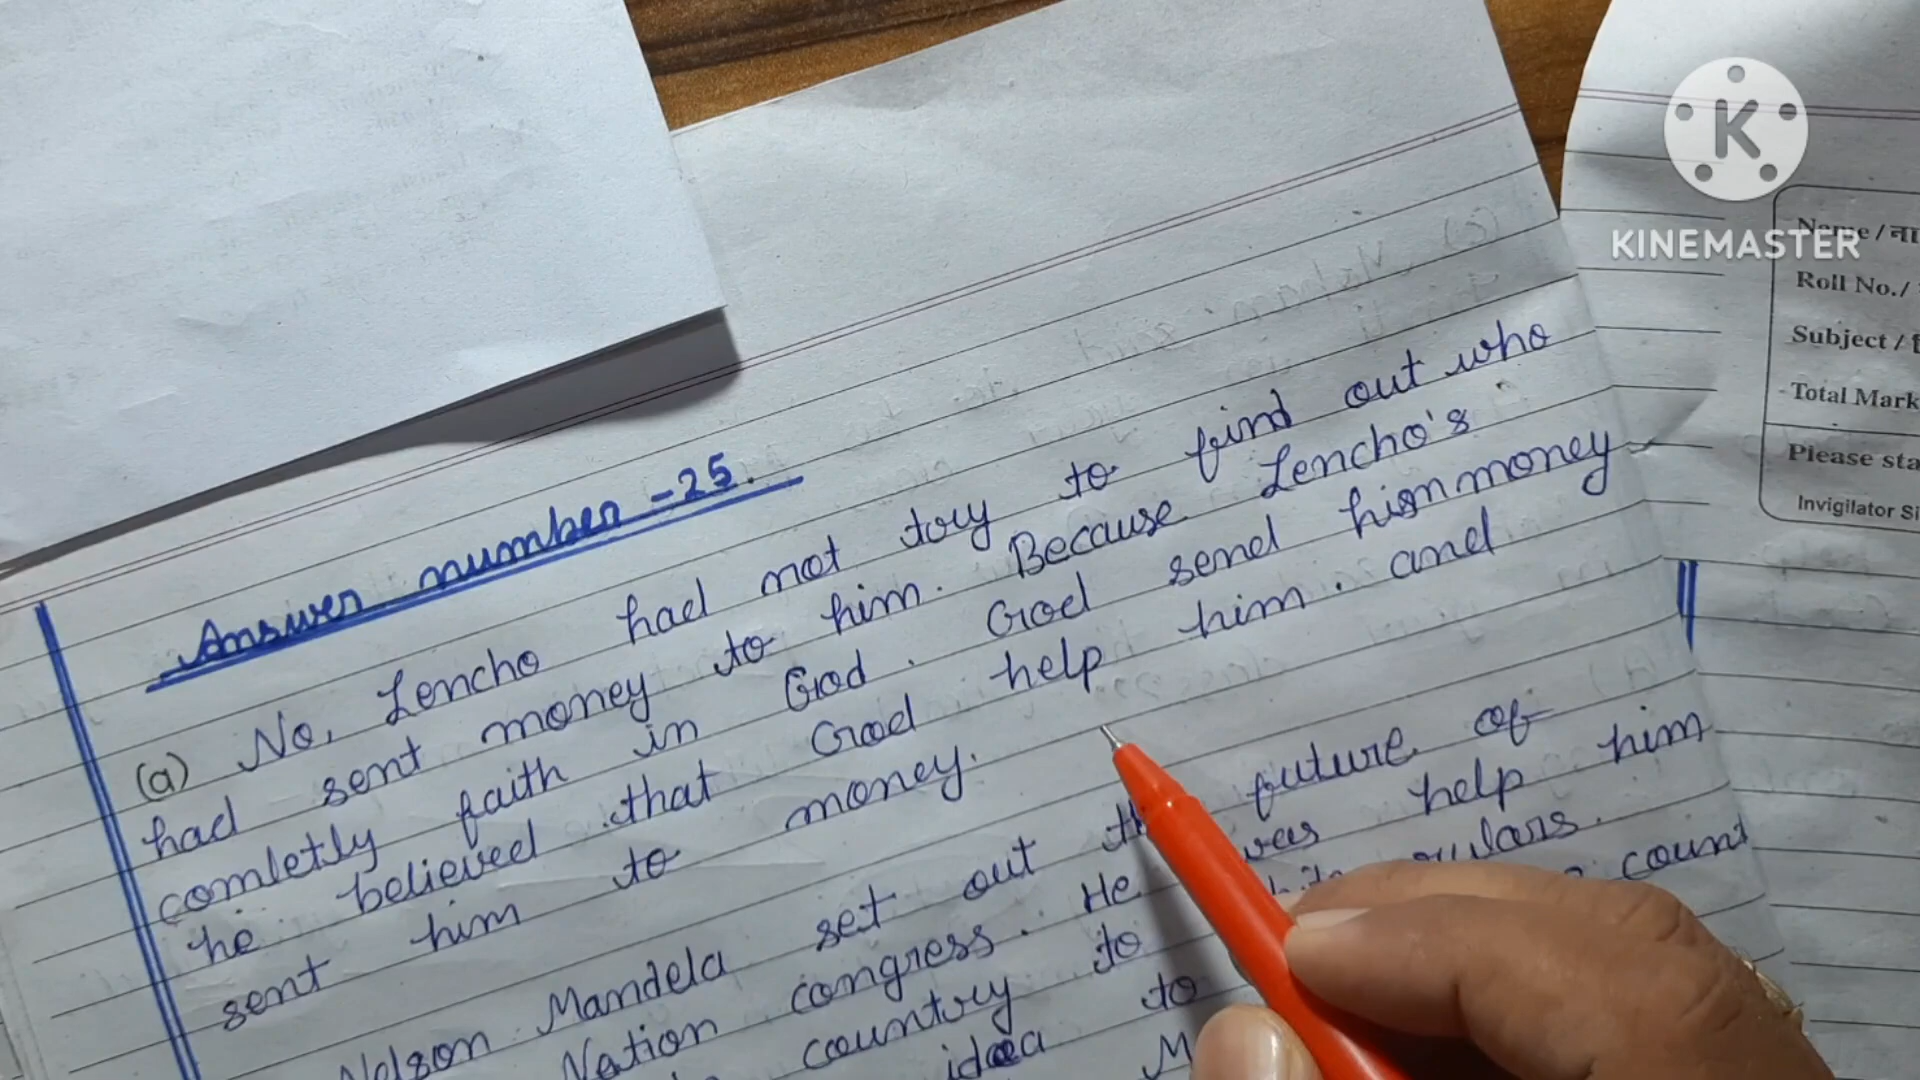 KINEMASTER
Name / ना
Roll No./
Subject /
Total Mark
Please sta
Invigilator Si
Answer number - 25.
(a) No, Lencho had not try to find out who
had sent money to him. Because Lencho's
comletly faith in God. God send him money
he believed that God help him. and
sent him to money.
Nelson Mandela set out the future of
Nation congress. He help him
country to rulars.
idea to count
M